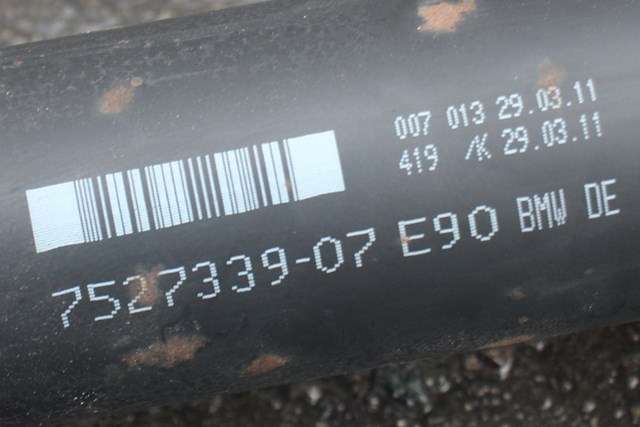 007 013 29.03.11
419 /K 29.03.11
7527339-07 E90 BMW DE